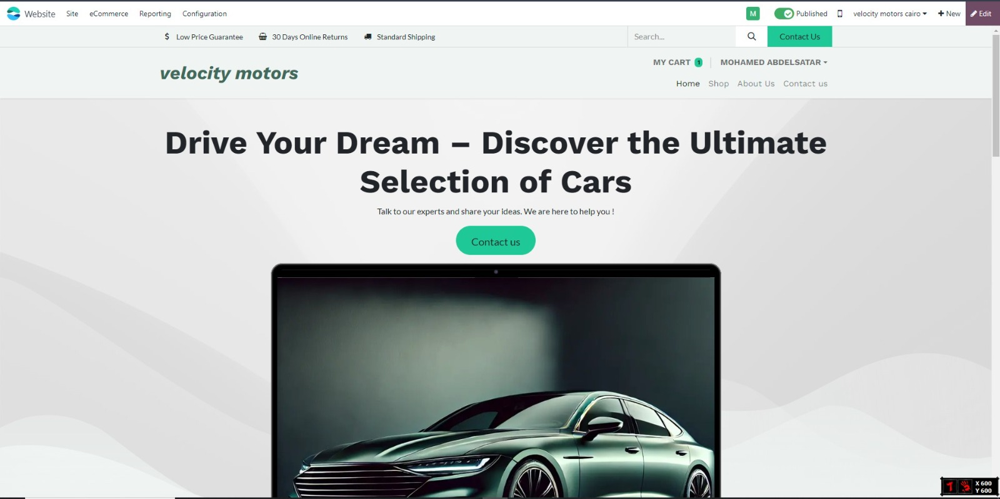 Website Site eCommerce Reporting Configuration M Published velocity motors cairo + New Edit
$ Low Price Guarantee 30 Days Online Returns Standard Shipping Search... Contact Us
velocity motors
MY CART 1 MOHAMED ABDELSATAR
Home Shop About Us Contact us
Drive Your Dream – Discover the Ultimate
Selection of Cars
Talk to our experts and share your ideas. We are here to help you !
Contact us
X 600
Y 600